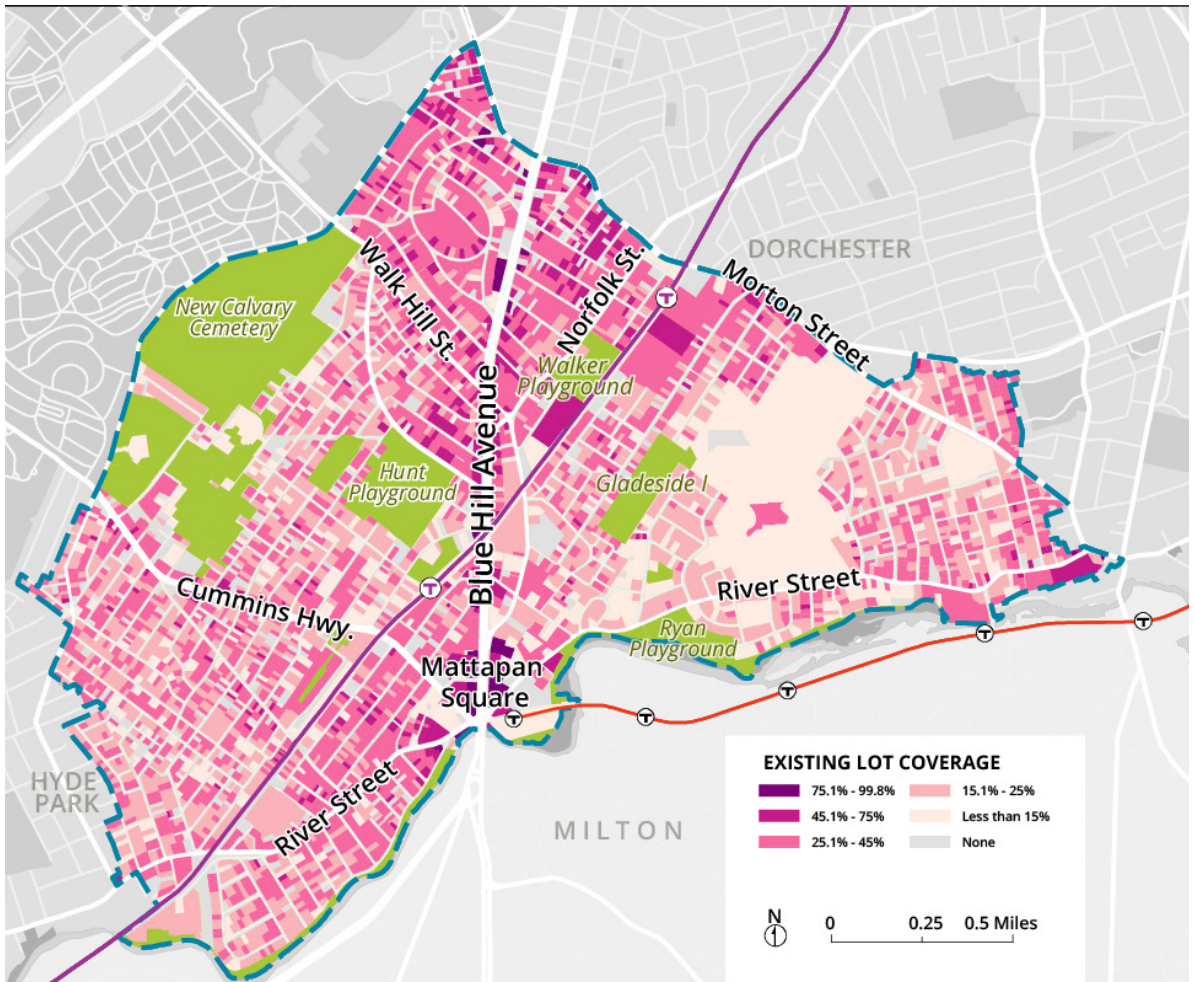 DORCHESTER
New Calvary
Cemetery
Walk Hill St.
Norfolk St.
Morton Street
Walker
Playground
Blue Hill Avenue
Hunt
Playground
Gladeside I
Cummins Hwy.
River Street
Ryan
Playground
Mattapan
Square
HYDE
PARK
River Street
MILTON
T
T
T
T
T
T
T
EXISTING LOT COVERAGE
75.1% - 99.8%
45.1% - 75%
25.1% - 45%
15.1% - 25%
Less than 15%
None
N
0 0.25 0.5 Miles